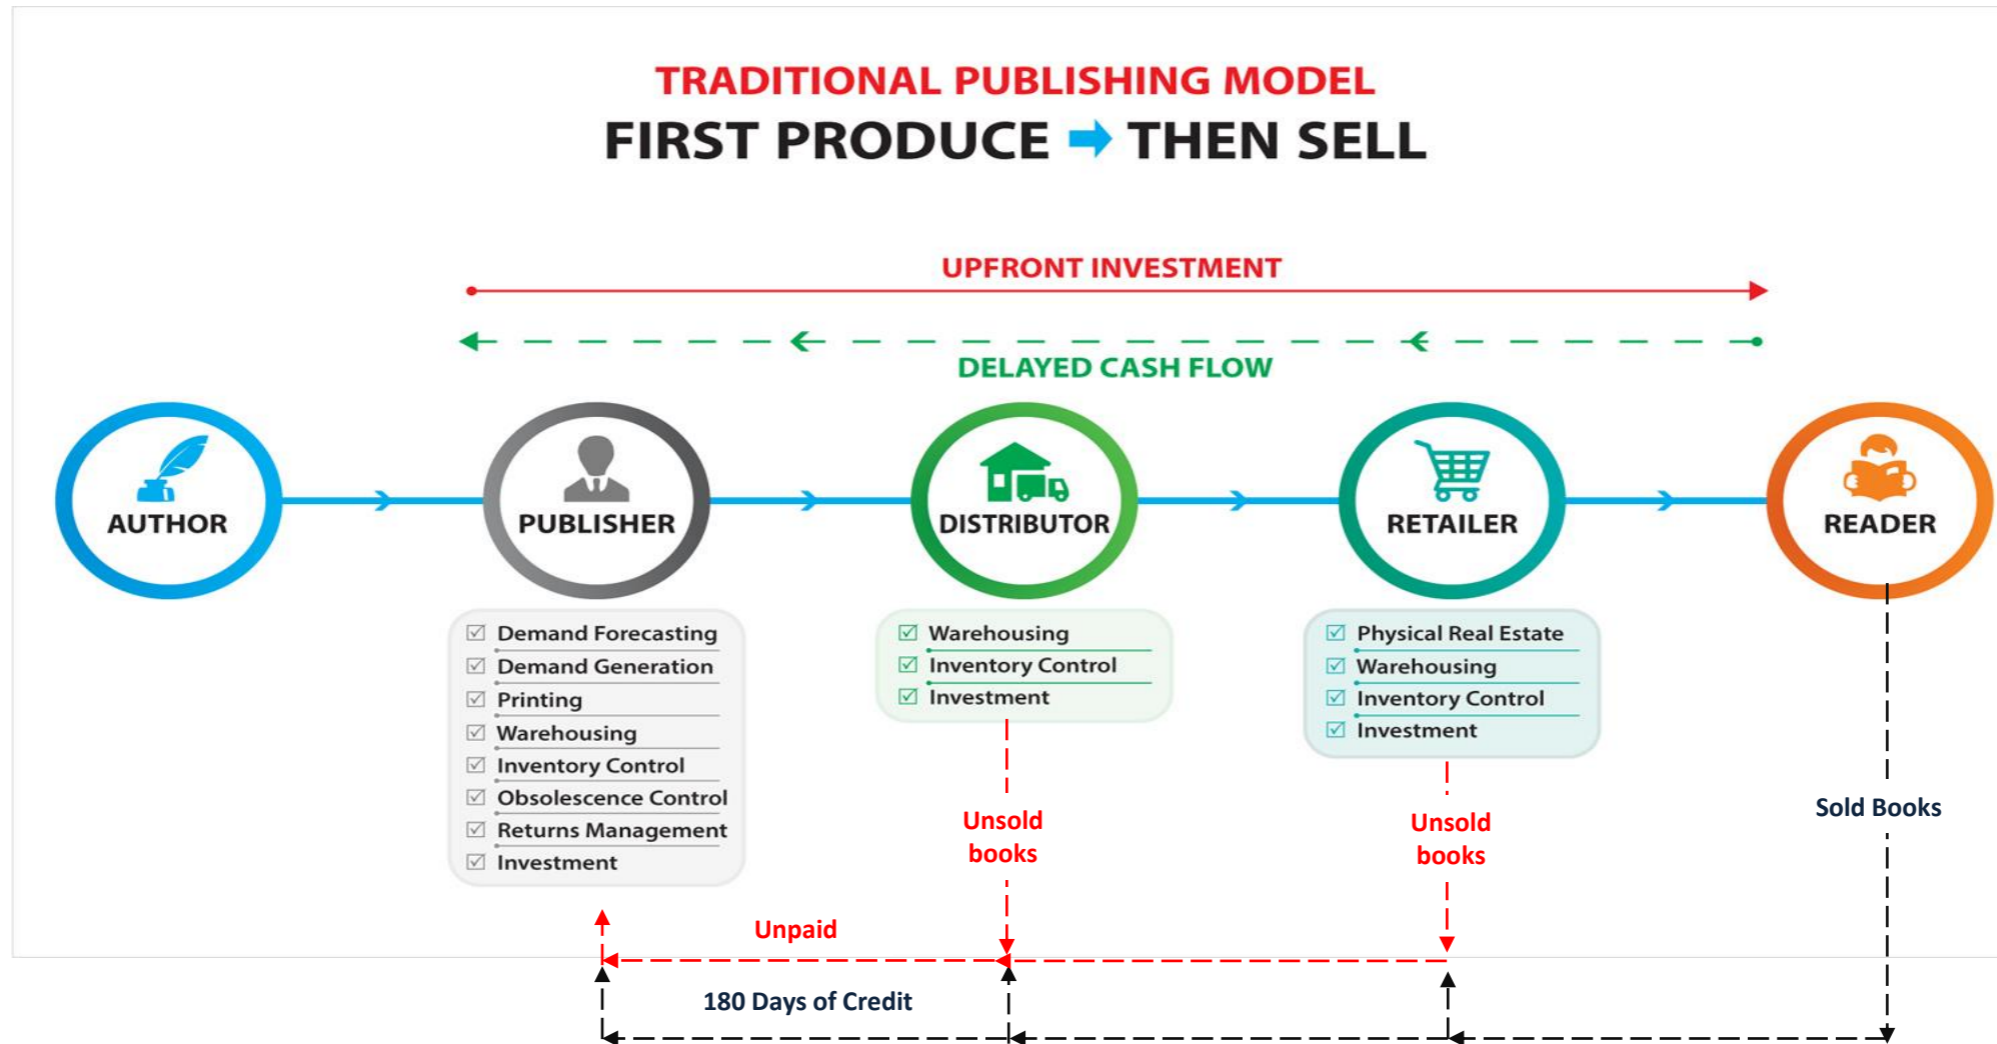 TRADITIONAL PUBLISHING MODEL
FIRST PRODUCE THEN SELL
UPFRONT INVESTMENT
DELAYED CASH FLOW
AUTHOR
PUBLISHER
DISTRIBUTOR
RETAILER
READER
Demand Forecasting
Demand Generation
Printing
Warehousing
Inventory Control
Obsolescence Control
Returns Management
Investment
Warehousing
Inventory Control
Investment
Physical Real Estate
Warehousing
Inventory Control
Investment
Unsold
books
Unsold
books
Sold Books
Unpaid
180 Days of Credit